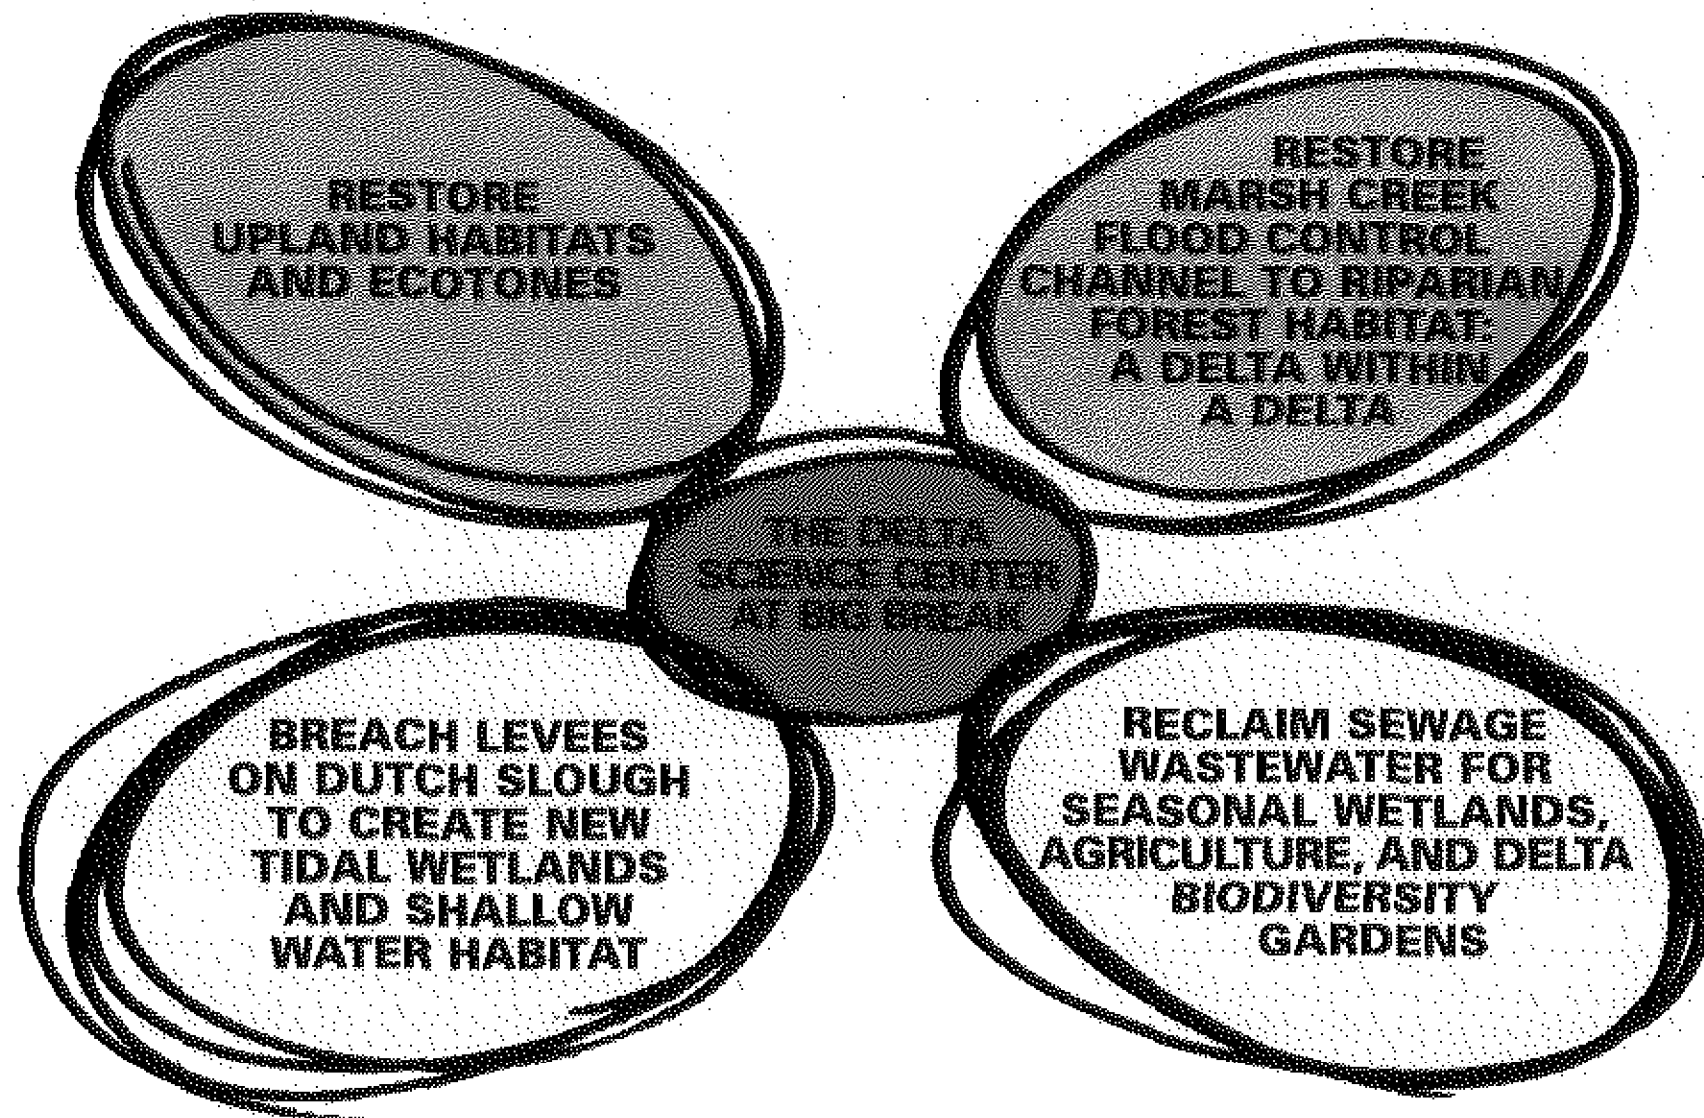 RESTORE
UPLAND HABITATS
AND ECOTONES
RESTORE
MARSH CREEK
FLOOD CONTROL
CHANNEL TO RIPARIAN
FOREST HABITAT:
A DELTA WITHIN
A DELTA
THE DELTA
SCIENCE CENTER
AT BIG BREAK
BREACH LEVEES
ON DUTCH SLOUGH
TO CREATE NEW
TIDAL WETLANDS
AND SHALLOW
WATER HABITAT
RECLAIM SEWAGE
WASTEWATER FOR
SEASONAL WETLANDS,
AGRICULTURE, AND DELTA
BIODIVERSITY
GARDENS